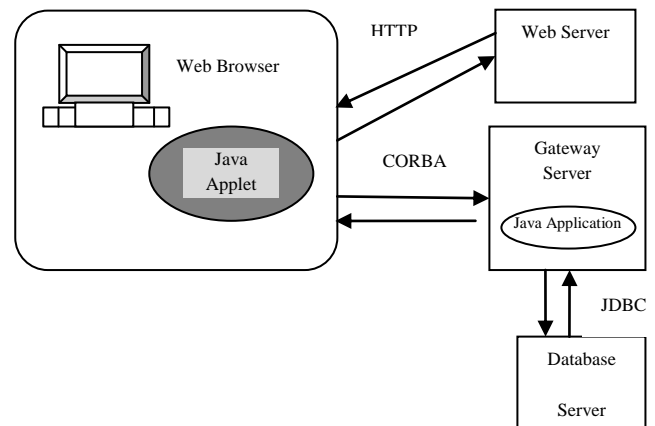 HTTP
Web Server
Web Browser
Java
Applet
CORBA
Gateway
Server
Java Application
JDBC
Database
Server